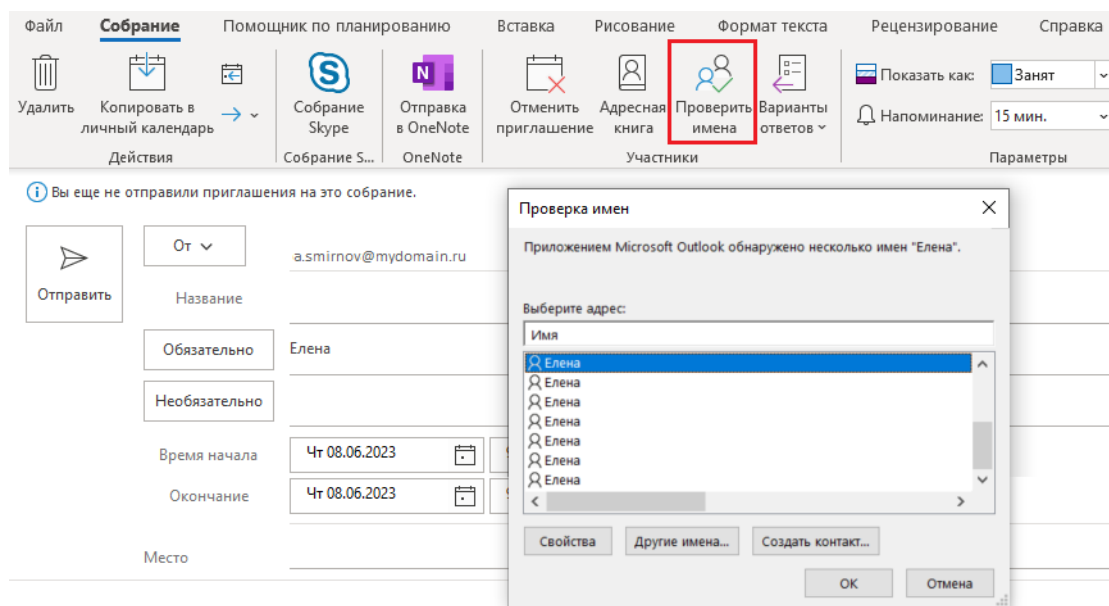 Файл Собрание Помощник по планированию Вставка Рисование Формат текста Рецензирование Справка
Удалить
Копировать в
личный календарь
Действия
Собрание
Skype
Собрание S...
Отправка
в OneNote
OneNote
Отменить
приглашение
Адресная
книга
Проверить
имена
Варианты
ответов
Участники
Показать как: Занят
Напоминание: 15 мин.
Параметры
Вы еще не отправили приглашения на это собрание.
Отправить
От
a.smirnov@mydomain.ru
Название
Обязательно
Елена
Необязательно
Время начала
Чт 08.06.2023
Окончание
Чт 08.06.2023
Место
Проверка имен
Приложением Microsoft Outlook обнаружено несколько имен "Елена".
Выберите адрес:
Имя
Елена
Елена
Елена
Елена
Елена
Елена
Елена
Свойства
Другие имена...
Создать контакт...
ОК
Отмена